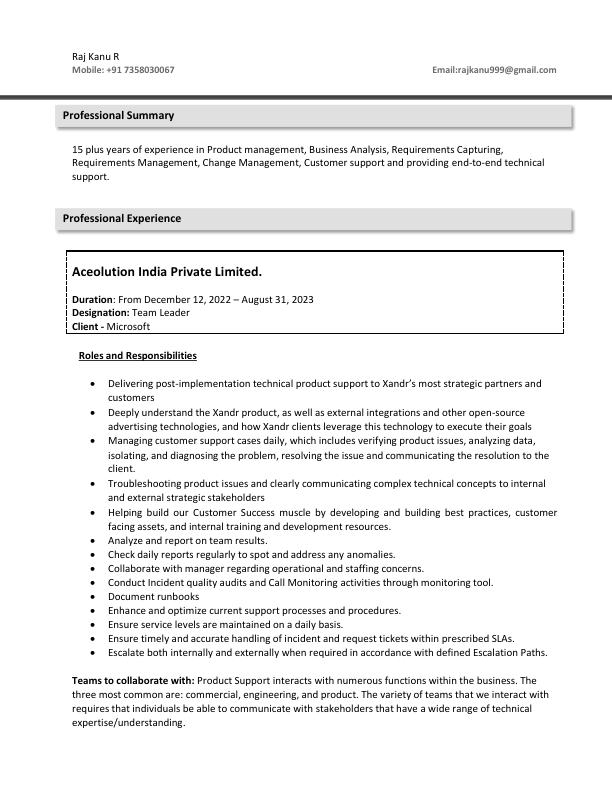 Raj Kanu R
Mobile: +91 7358030067 Email:rajkanu999@gmail.com
Professional Summary
15 plus years of experience in Product management, Business Analysis, Requirements Capturing,
Requirements Management, Change Management, Customer support and providing end-to-end technical
support.
Professional Experience
Aceolution India Private Limited.
Duration: From December 12, 2022 – August 31, 2023
Designation: Team Leader
Client - Microsoft
Roles and Responsibilities
• Delivering post-implementation technical product support to Xandr’s most strategic partners and
customers
• Deeply understand the Xandr product, as well as external integrations and other open-source
advertising technologies, and how Xandr clients leverage this technology to execute their goals
• Managing customer support cases daily, which includes verifying product issues, analyzing data,
isolating, and diagnosing the problem, resolving the issue and communicating the resolution to the
client.
• Troubleshooting product issues and clearly communicating complex technical concepts to internal
and external strategic stakeholders
• Helping build our Customer Success muscle by developing and building best practices, customer
facing assets, and internal training and development resources.
• Analyze and report on team results.
• Check daily reports regularly to spot and address any anomalies.
• Collaborate with manager regarding operational and staffing concerns.
• Conduct Incident quality audits and Call Monitoring activities through monitoring tool.
• Document runbooks
• Enhance and optimize current support processes and procedures.
• Ensure service levels are maintained on a daily basis.
• Ensure timely and accurate handling of incident and request tickets within prescribed SLAs.
• Escalate both internally and externally when required in accordance with defined Escalation Paths.
Teams to collaborate with: Product Support interacts with numerous functions within the business. The
three most common are: commercial, engineering, and product. The variety of teams that we interact with
requires that individuals be able to communicate with stakeholders that have a wide range of technical
expertise/understanding.